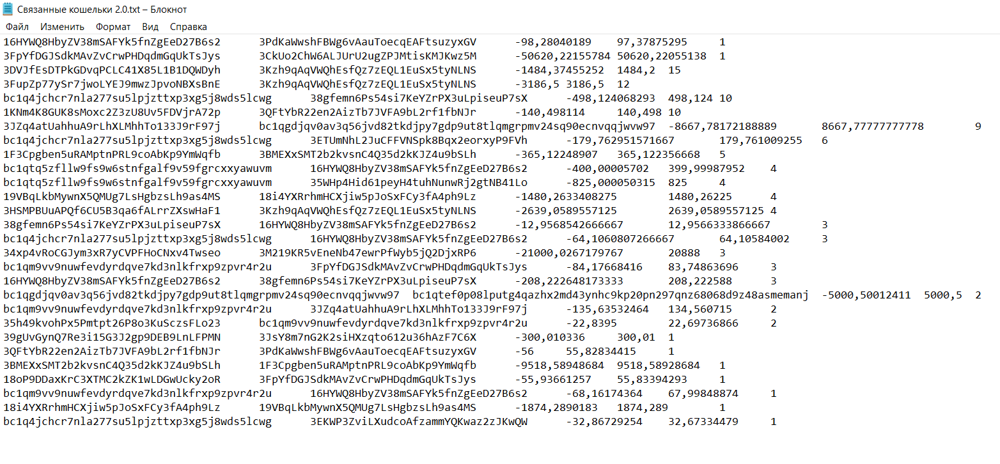 Связанные кошельки 2.0.txt – Блокнот
Файл Изменить Формат Вид Справка
16HYWQ8HbyZV38mSAFYk5fnZgEeD27B6s2 3PdKaWwshFBWg6vAauToecqEAFtsuzyxGV -98,28040189 97,37875295 1
3FpYfDGJSdkMAvZvCrwPHDqdmGqUkTsJys 3CkUo2ChW6ALJUrU2ugZPJMtisKMJKwz5M -50620,22155784 50620,22055138 1
3DVJfEsDTPkGDvqPCLC41X85L1B1DQWDyh 3Kzh9qAqVWQhEsfQz7zEQL1EuSx5tyNLNS -1484,37455252 1484,2 15
3FupZp77ySr7jwoLYEJ9mwzJpvoNBXsBnE 3Kzh9qAqVWQhEsfQz7zEQL1EuSx5tyNLNS -3186,5 3186,5 12
bc1q4jchcr7nla277su5lpjzttxp3xg5j8wds5lcwg 38gfemn6Ps54si7KeYZrPX3uLpiseuP7sX -498,124068293 498,124 10
1KNm4K8GUK8sMoxc2Z3zU8Uv5FDVjrA72p 3QFtYbR22en2AizTb7JVFA9bL2rf1fbNJr -140,498114 140,498 10
3JZq4atUahhuA9rLhXLMhhTo133J9rF97j bc1qgdjqv0av3q56jvd82tkdjpy7gdp9ut8tlqmgrpmv24sq90ecnvqqjwvw97 -8667,78172188889 8667,77777777778 9
bc1q4jchcr7nla277su5lpjzttxp3xg5j8wds5lcwg 3ETUmNhL2JuCFFVNSpk8Bqx2eorxyP9FVh -179,762951571667 179,761009255 6
1F3Cpgben5uRAMptnPRL9coAbKp9YmWqfb 3BMEXxSMT2b2kvsnC4Q35d2kKJZ4u9bSLh -365,12248907 365,122356668 5
bc1qtq5zfllw9fs9w6stnfgalf9v59fgrcxxyawuvm 16HYWQ8HbyZV38mSAFYk5fnZgEeD27B6s2 -400,00005702 399,99987952 4
bc1qtq5zfllw9fs9w6stnfgalf9v59fgrcxxyawuvm 35WHp4Hid61peyH4tuhNunwRj2gtNB41Lo -825,000050315 825 4
19VBqLkbMywnX5QMUg7LsHgbzsLh9as4MS 18i4YXRrhmHCXjiw5pJoSxFCy3fA4ph9Lz -1480,2633408275 1480,26225 4
3HSMPBUuAPQf6CU5B3qa6fALrrZXswHaF1 3Kzh9qAqVWQhEsfQz7zEQL1EuSx5tyNLNS -2639,0589557125 2639,0589557125 4
38gfemn6Ps54si7KeYZrPX3uLpiseuP7sX 16HYWQ8HbyZV38mSAFYk5fnZgEeD27B6s2 -12,9568542666667 12,9566333866667 3
bc1q4jchcr7nla277su5lpjzttxp3xg5j8wds5lcwg 16HYWQ8HbyZV38mSAFYk5fnZgEeD27B6s2 -64,1060807266667 64,10584002 3
34xp4vRoCGJym3xR7yCVPFHoCNxv4Twseo 3M219KR5vEneNb47ewrPfWyb5jQ2DjxRP6 -21000,0267179767 20888 3
bc1qm9vv9nuwfevdyrdqve7kd3nlkfrxp9zpvr4r2u 3FpYfDGJSdkMAvZvCrwPHDqdmGqUkTsJys -84,17668416 83,74863696 3
16HYWQ8HbyZV38mSAFYk5fnZgEeD27B6s2 38gfemn6Ps54si7KeYZrPX3uLpiseuP7sX -208,222648173333 208,222588 3
bc1qgdjqv0av3q56jvd82tkdjpy7gdp9ut8tlqmgrpmv24sq90ecnvqqjwvw97 bc1qtef0p08lputg4qazhx2md43ynhc9kp20pn297qnz68068d9z48asmemanj -5000,50012411 5000,5 2
bc1qm9vv9nuwfevdyrdqve7kd3nlkfrxp9zpvr4r2u 3JZq4atUahhuA9rLhXLMhhTo133J9rF97j -135,63532464 134,560715 2
35h49kvohPx5Pmtpt26P8o3KuSczsFLo23 bc1qm9vv9nuwfevdyrdqve7kd3nlkfrxp9zpvr4r2u -22,8395 22,69736866 2
39gUvGynQ7Re3i15G3J2gp9DEB9LnLFPMN 3JsY8m7nG2K2siHXzqto612u36hAzF7C6X -300,010336 300,01 1
3QFtYbR22en2AizTb7JVFA9bL2rf1fbNJr 3PdKaWwshFBWg6vAauToecqEAFtsuzyxGV -56 55,82834415 1
3BMEXxSMT2b2kvsnC4Q35d2kKJZ4u9bSLh 1F3Cpgben5uRAMptnPRL9coAbKp9YmWqfb -9518,58948684 9518,58928684 1
18oP9DDaxKrC3XTMC2kZK1wLDGwUcky2oR 3FpYfDGJSdkMAvZvCrwPHDqdmGqUkTsJys -55,93661257 55,83394293 1
bc1qm9vv9nuwfevdyrdqve7kd3nlkfrxp9zpvr4r2u 16HYWQ8HbyZV38mSAFYk5fnZgEeD27B6s2 -68,16174364 67,99848874 1
18i4YXRrhmHCXjiw5pJoSxFCy3fA4ph9Lz 19VBqLkbMywnX5QMUg7LsHgbzsLh9as4MS -1874,2890183 1874,289 1
bc1q4jchcr7nla277su5lpjzttxp3xg5j8wds5lcwg 3EKWP3ZviLXudcoAfzammYQKwaz2zJKwQW -32,86729254 32,67334479 1